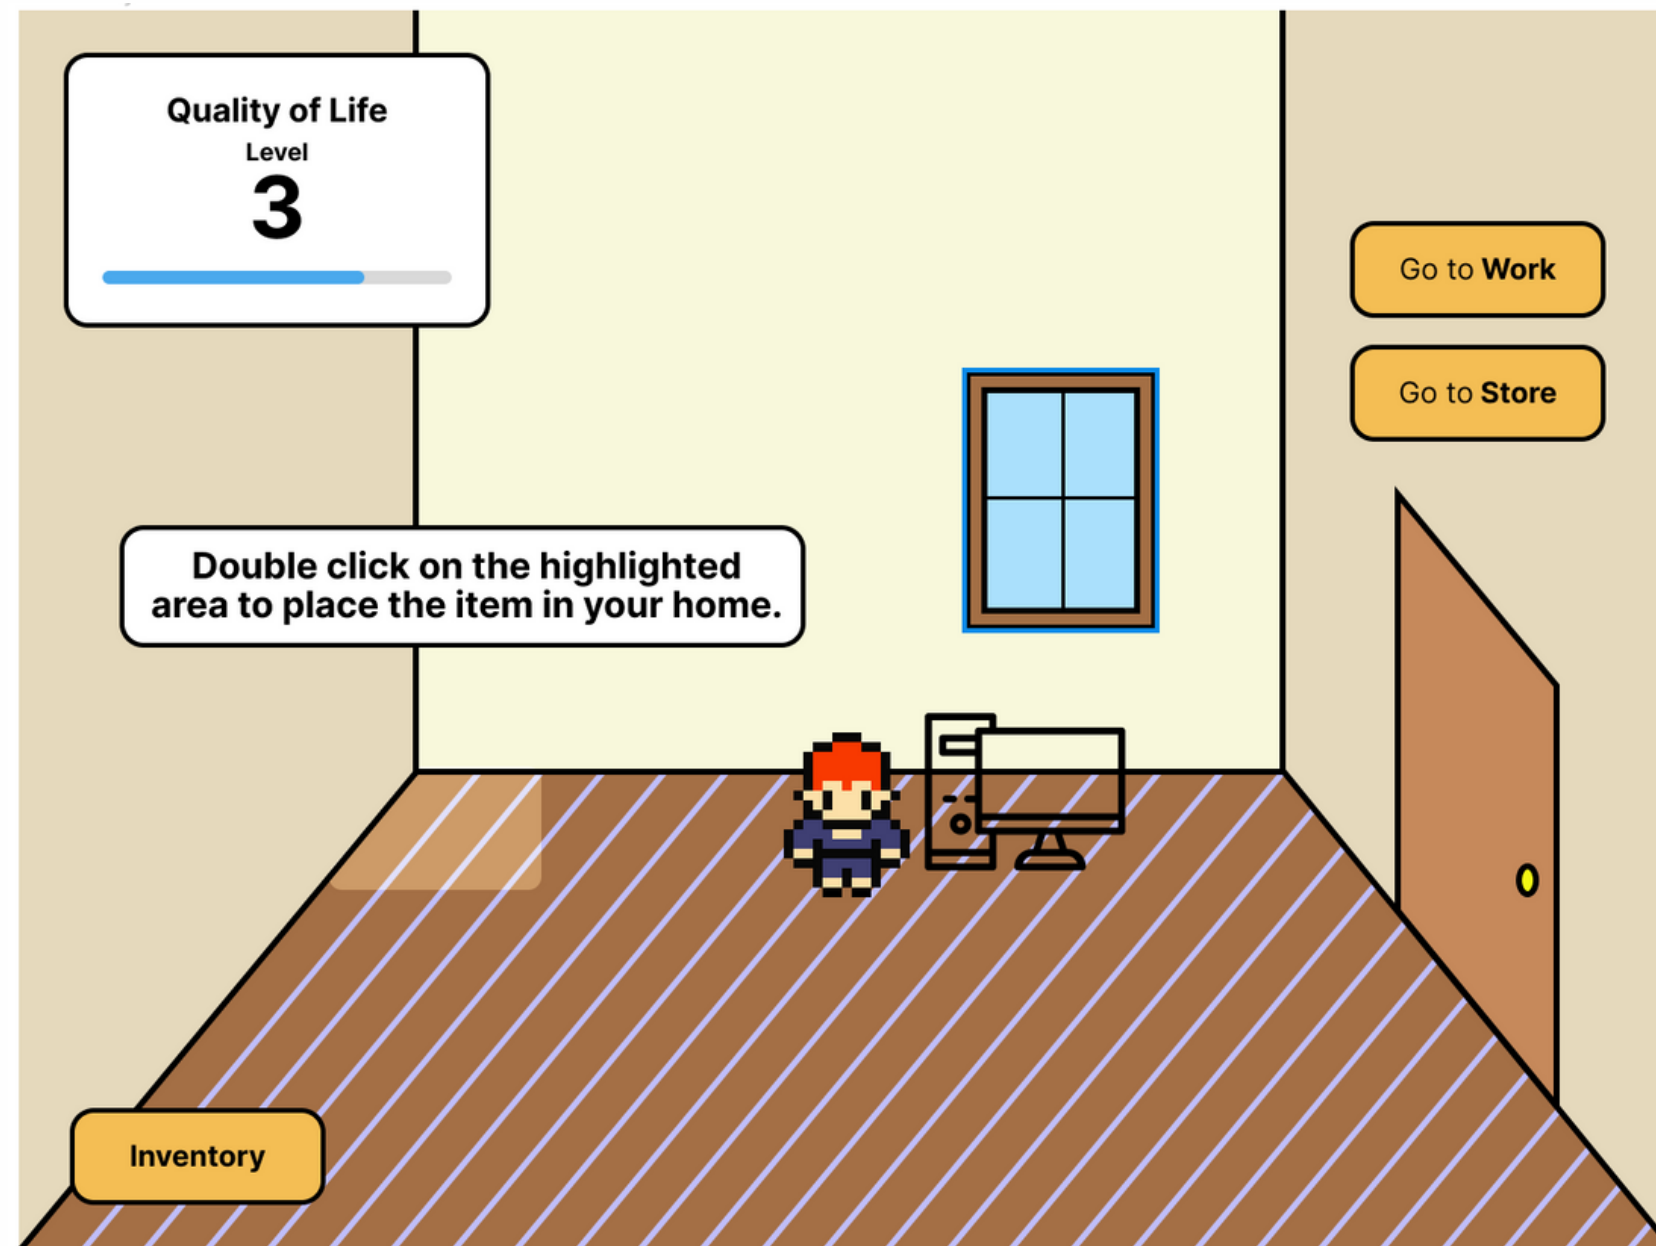 Quality of Life
Level
3
Go to Work
Go to Store
Double click on the highlighted
area to place the item in your home.
Inventory